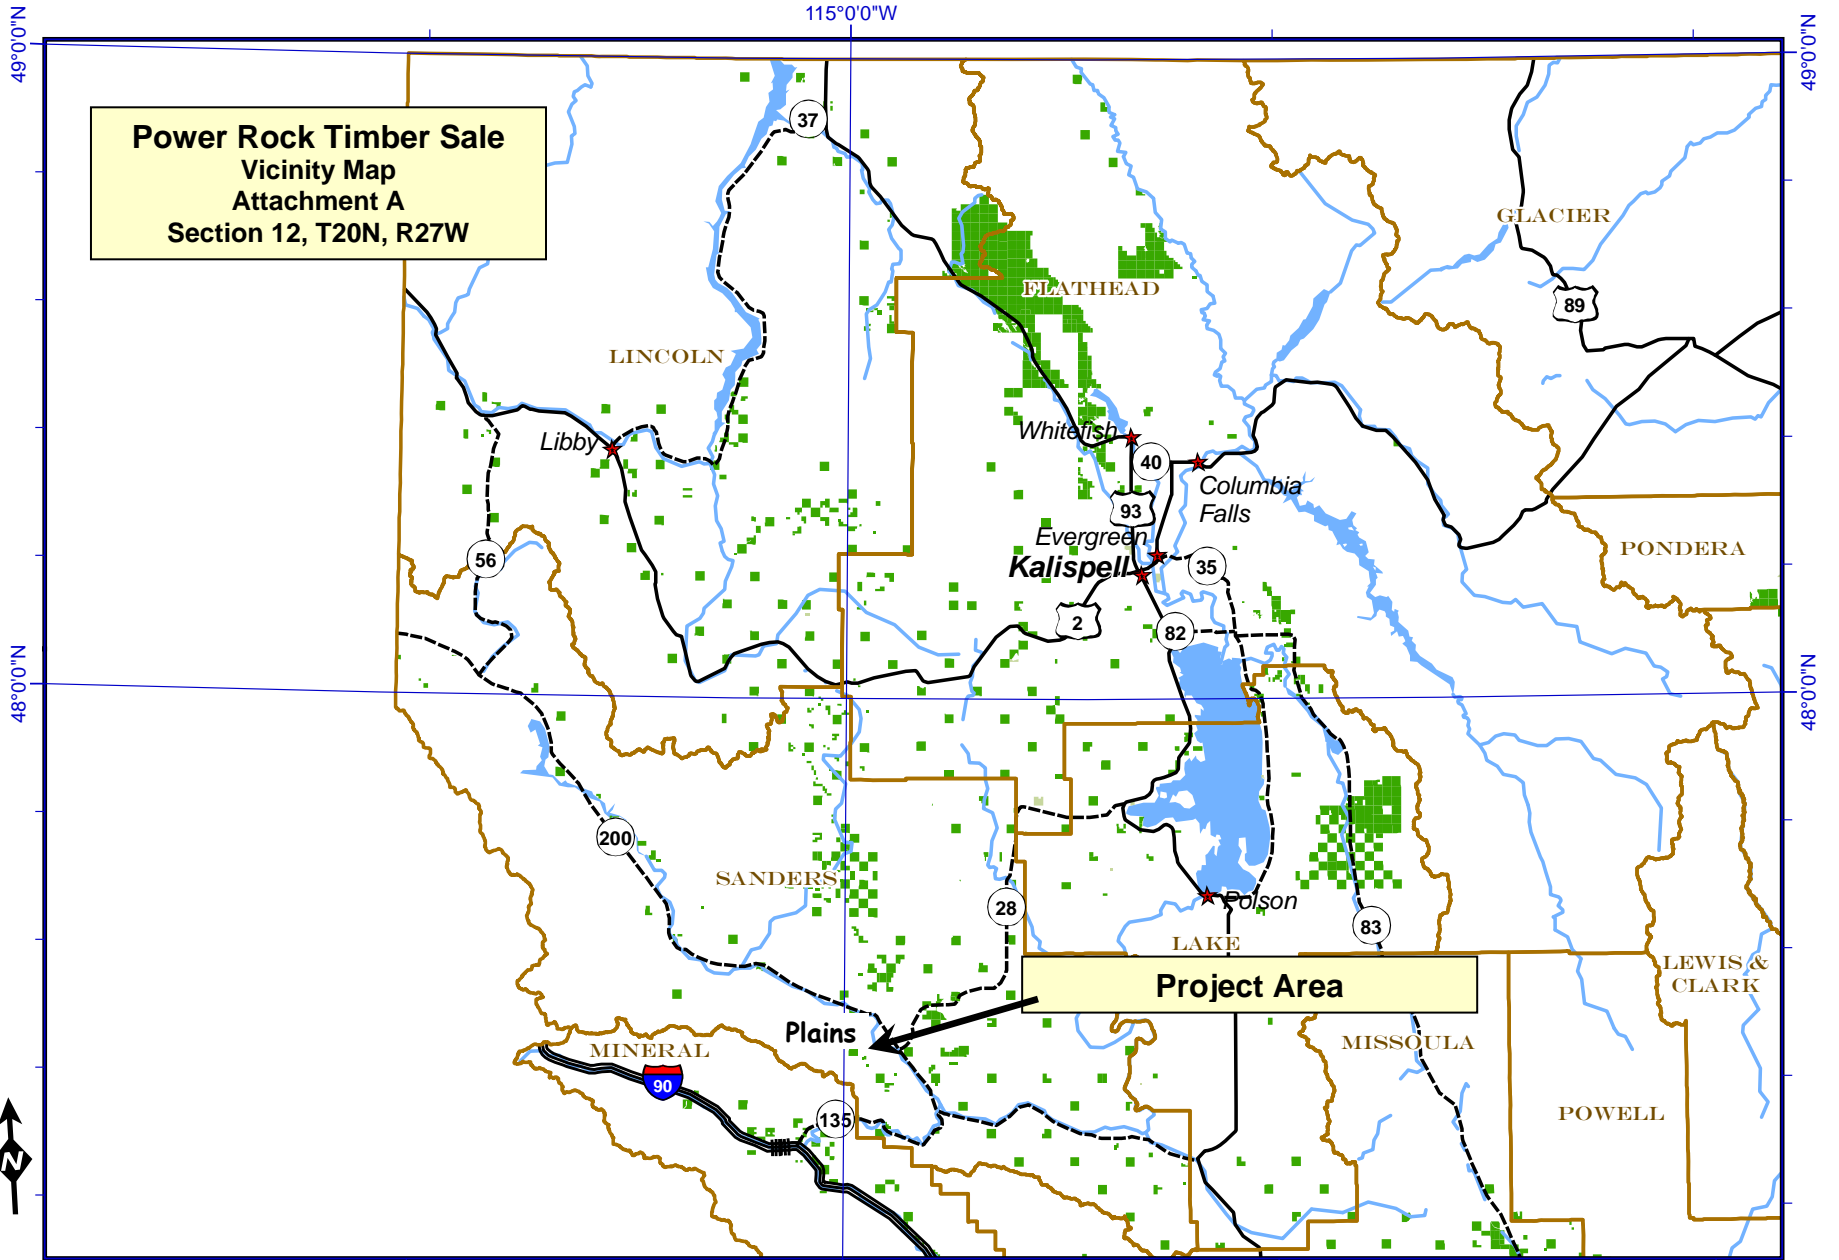 115°0'0"W
49°0'0"N
49°0'0"N
Power Rock Timber Sale
Vicinity Map
Attachment A
Section 12, T20N, R27W
37
GLACIER
FLATHEAD
89
LINCOLN
Libby
Whitefish
40
Columbia
Falls
93
Evergreen
Kalispell
56
35
PONDERA
2
82
48°0'0"N
48°0'0"N
200
SANDERS
28
Polson
83
LAKE
LEWIS &
CLARK
Project Area
Plains
MINERAL
MISSOULA
90
135
POWELL
N